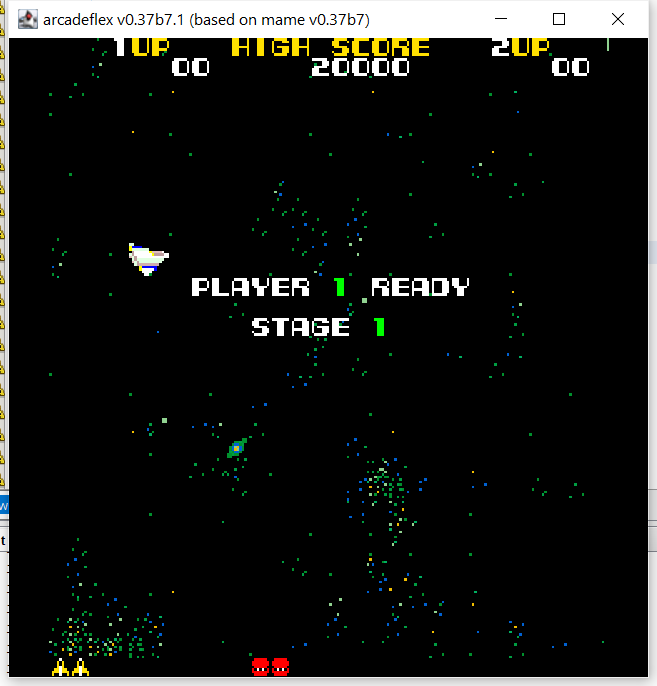 arcadeflex v0.37b7.1 (based on mame v0.37b7)
1UP HIGH SCORE 2UP
00 20000 00
PLAYER 1 READY
STAGE 1
w
t